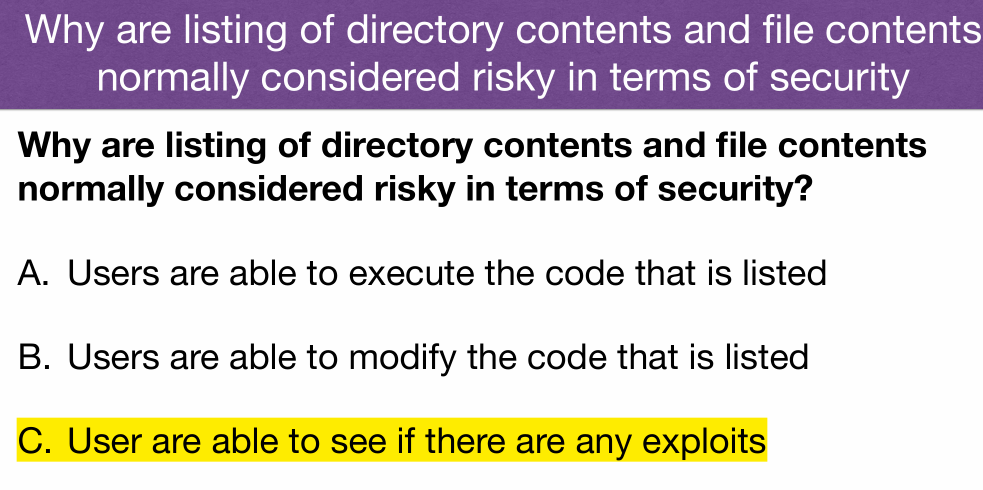 Why are listing of directory contents and file contents
normally considered risky in terms of security
Why are listing of directory contents and file contents
normally considered risky in terms of security?
A. Users are able to execute the code that is listed
B. Users are able to modify the code that is listed
C. User are able to see if there are any exploits